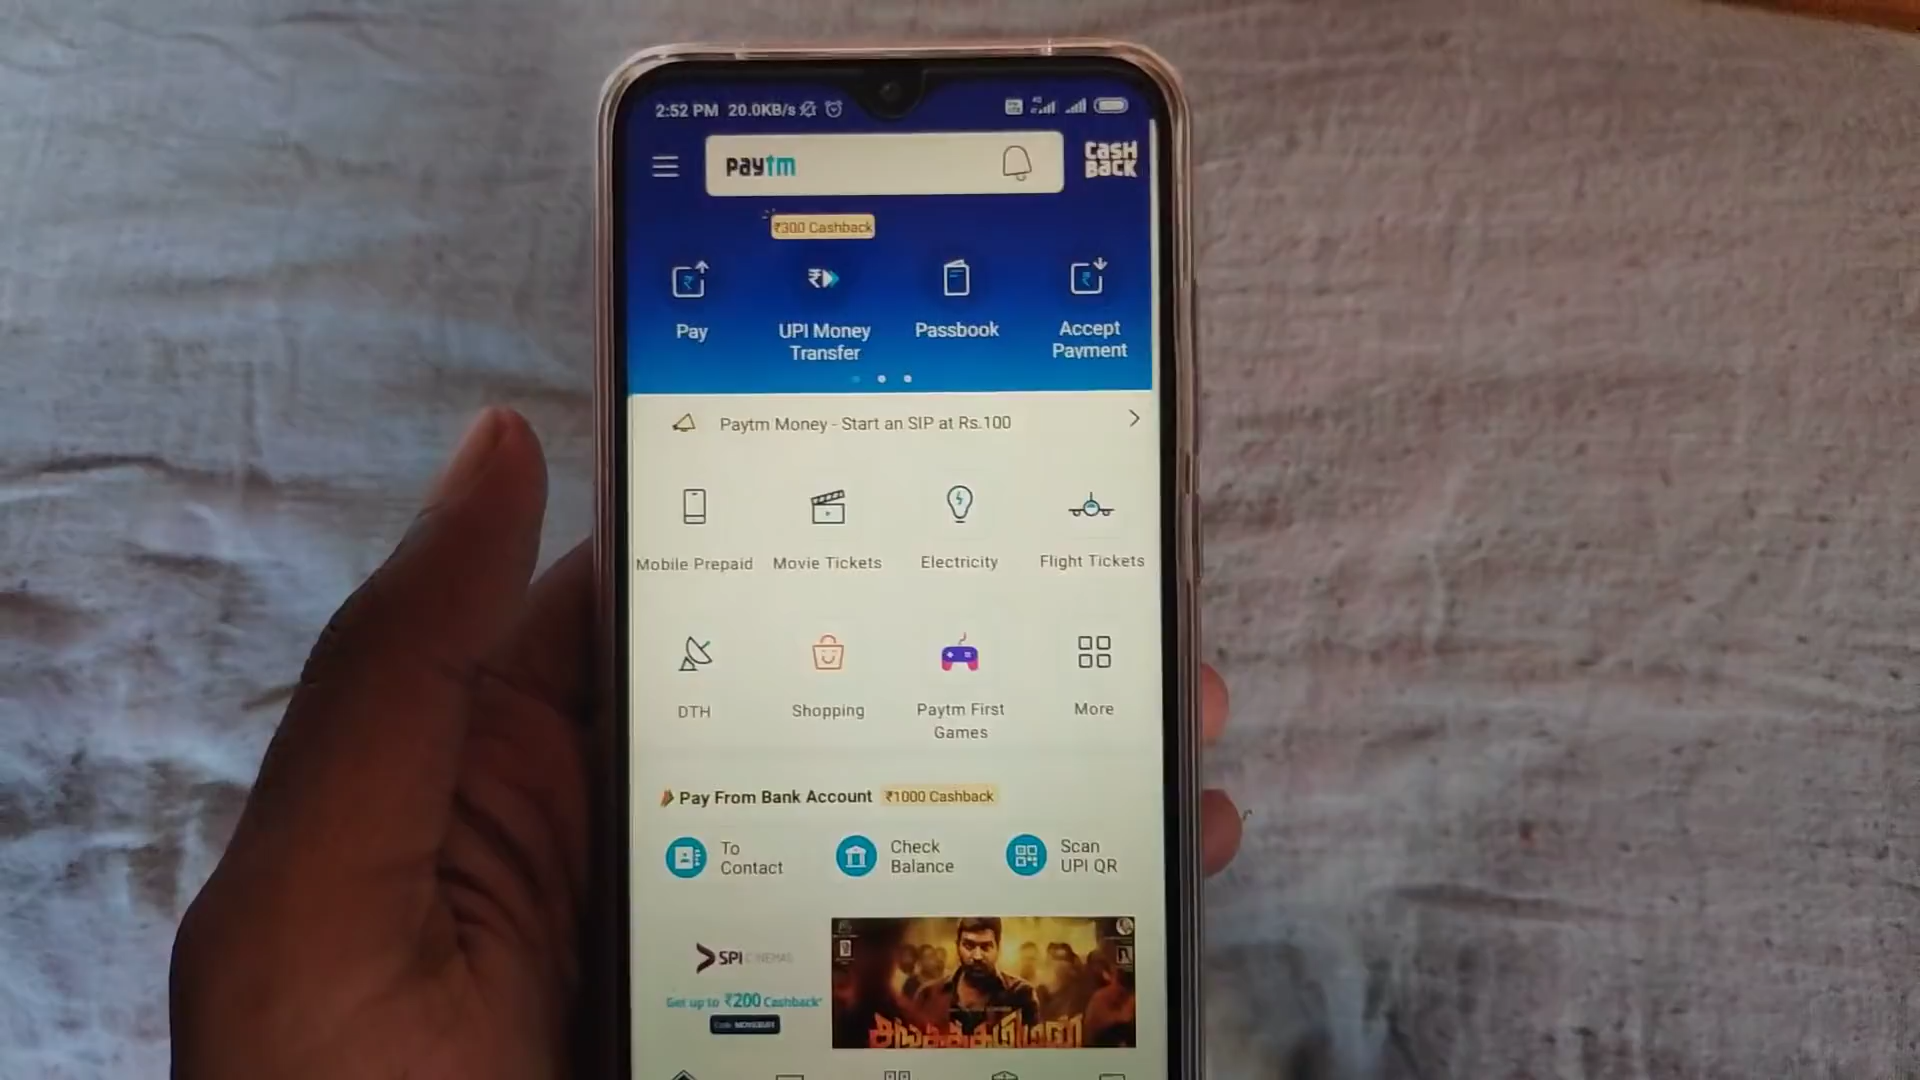 2:52 PM 20.0KB/s
paytm
CASH
BACK
₹300 Cashback
Pay
UPI Money
Transfer
Passbook
Accept
Payment
Paytm Money - Start an SIP at Rs.100
Mobile Prepaid
Movie Tickets
Electricity
Flight Tickets
DTH
Shopping
Paytm First
Games
More
Pay From Bank Account ₹1000 Cashback
To
Contact
Check
Balance
Scan
UPI QR
SPI CINEMAS
Get up to ₹200 Cashback*